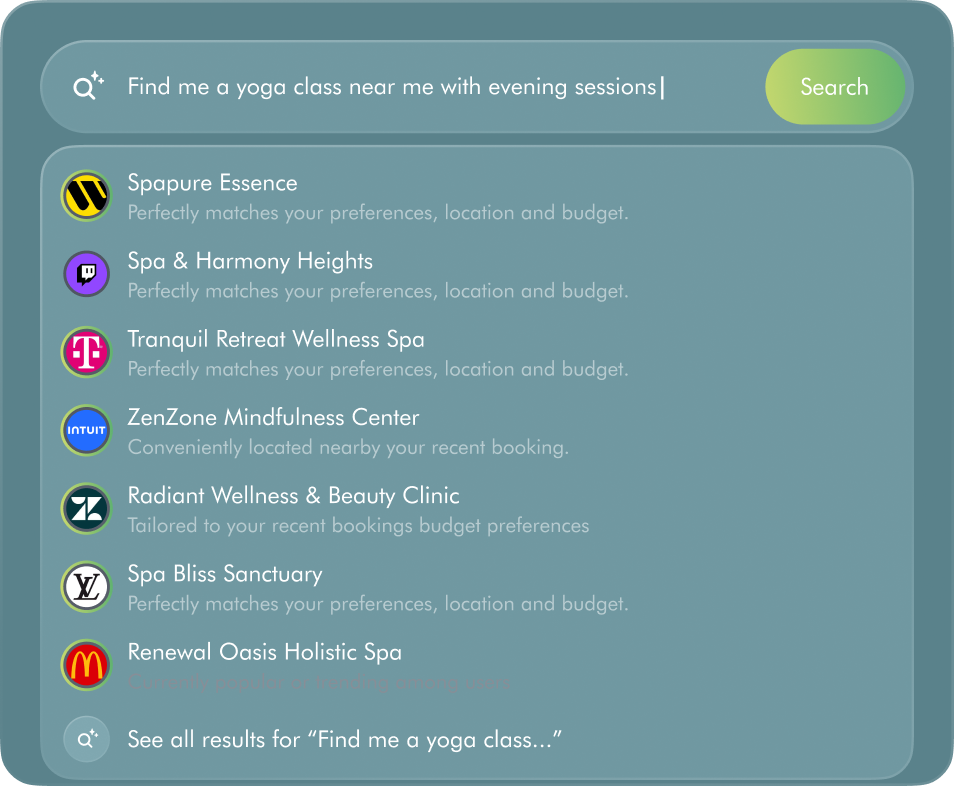 Find me a yoga class near me with evening sessions
Search
Spapure Essence
Perfectly matches your preferences, location and budget.
Spa & Harmony Heights
Perfectly matches your preferences, location and budget.
Tranquil Retreat Wellness Spa
Perfectly matches your preferences, location and budget.
INTUIT
ZenZone Mindfulness Center
Conveniently located nearby your recent booking.
Radiant Wellness & Beauty Clinic
Tailored to your recent bookings budget preferences
Spa Bliss Sanctuary
Perfectly matches your preferences, location and budget.
Renewal Oasis Holistic Spa
See all results for “Find me a yoga class...”